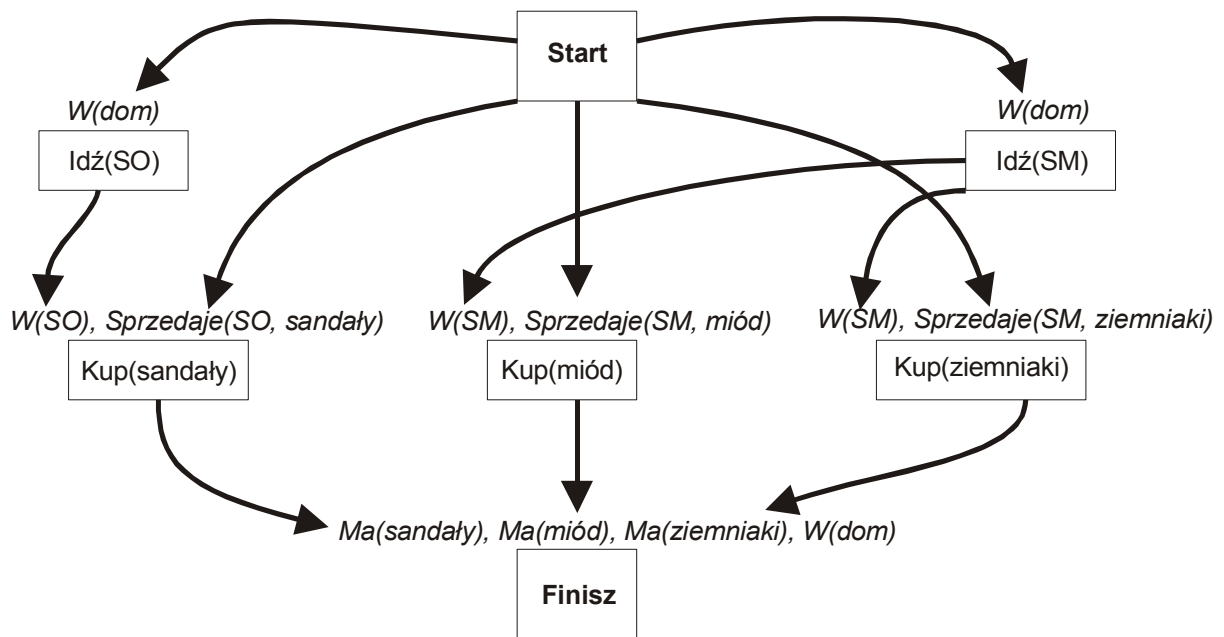 Start
W(dom)
W(dom)
Idź(SO)
Idź(SM)
W(SO), Sprzedaje(SO, sandały)
W(SM), Sprzedaje(SM, miód)
W(SM), Sprzedaje(SM, ziemniaki)
Kup(sandały)
Kup(miód)
Kup(ziemniaki)
Ma(sandały), Ma(miód), Ma(ziemniaki), W(dom)
Finisz